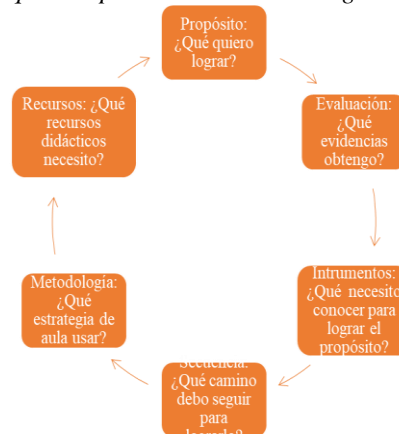 Propósito:
¿Qué quiero
lograr?
Evaluación:
¿Qué
evidencias
obtengo?
Intrumentos:
¿Qué necesito
conocer para
lograr el
propósito?
Secuencia:
¿Qué camino
debo seguir
para
Metodología:
¿Qué
estrategia de
aula usar?
Recursos: ¿Qué
recursos
didácticos
necesito?